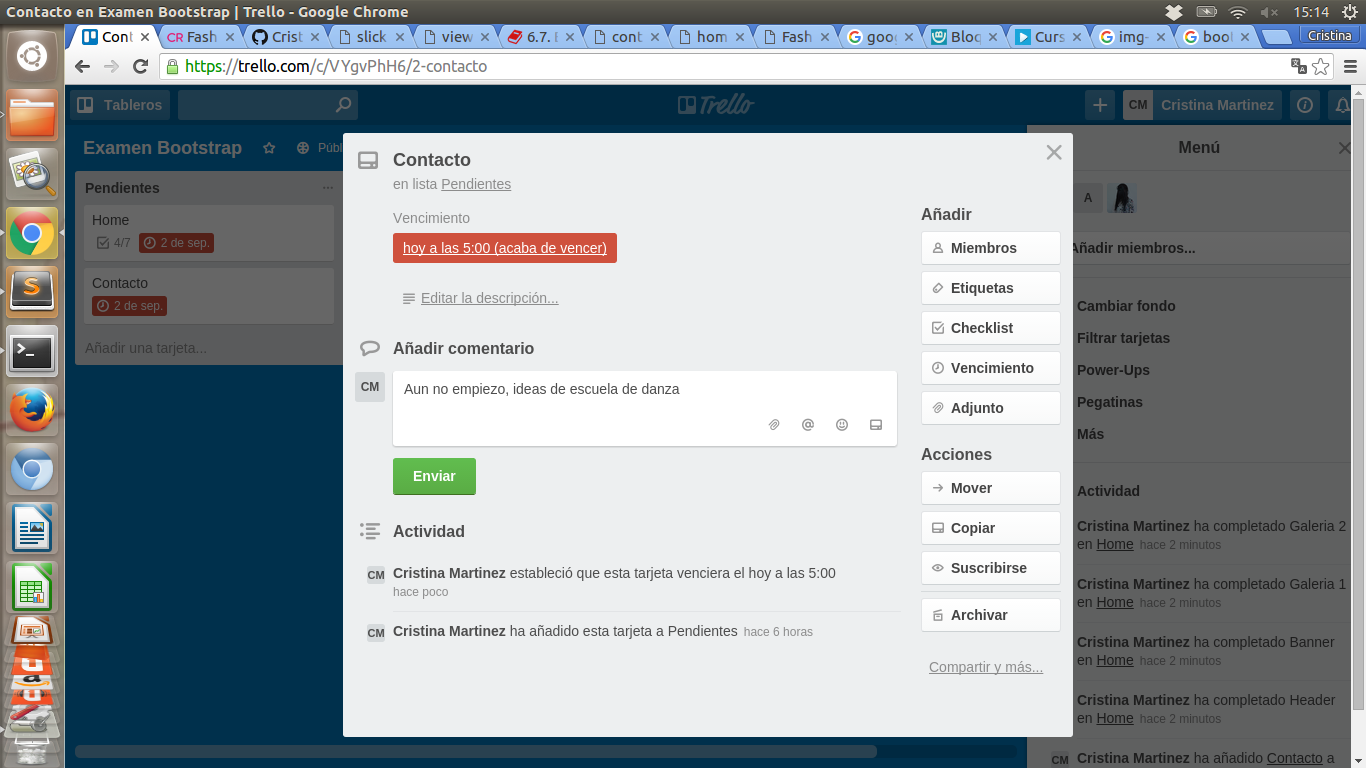 Contacto en Examen Bootstrap | Trello - Google Chrome
15:14
Cont
CR Fash
Crist
slick
view
6.7. E
cont
hom
Fash
goog
Bloq
Curs
img-
boot
Cristina
https://trello.com/c/VYgvPhH6/2-contacto
Tableros
Trello
CM Cristina Martinez
Examen Bootstrap
Públ
Pendientes
Home
4/7 2 de sep.
Contacto
2 de sep.
Añadir una tarjeta...
Contacto
en lista Pendientes
Vencimiento
hoy a las 5:00 (acaba de vencer)
Editar la descripción...
Añadir comentario
CM
Aun no empiezo, ideas de escuela de danza
Enviar
Actividad
CM Cristina Martinez estableció que esta tarjeta venciera el hoy a las 5:00
hace poco
CM Cristina Martinez ha añadido esta tarjeta a Pendientes hace 6 horas
Añadir
Miembros
Etiquetas
Checklist
Vencimiento
Adjunto
Acciones
Mover
Copiar
Suscribirse
Archivar
Compartir y más...
Menú
A
Añadir miembros...
Cambiar fondo
Filtrar tarjetas
Power-Ups
Pegatinas
Más
Actividad
Cristina Martinez ha completado Galeria 2
en Home hace 2 minutos
Cristina Martinez ha completado Galeria 1
en Home hace 2 minutos
Cristina Martinez ha completado Banner
en Home hace 2 minutos
Cristina Martinez ha completado Header
en Home hace 2 minutos
CM Cristina Martinez ha añadido Contacto a